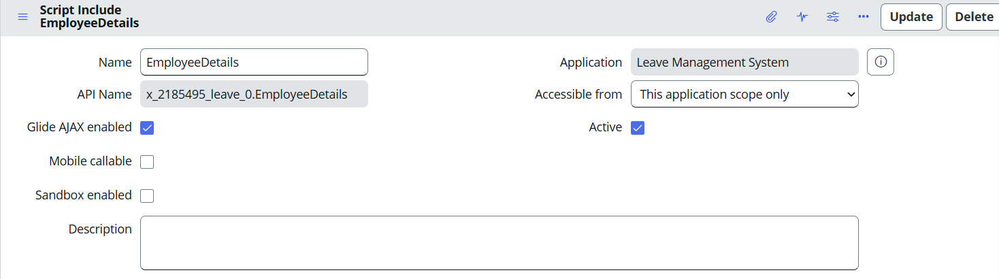 Script Include
EmployeeDetails
Update
Delete
Name
EmployeeDetails
Application
Leave Management System
API Name
x_2185495_leave_0.EmployeeDetails
Accessible from
This application scope only
Glide AJAX enabled
Active
Mobile callable
Sandbox enabled
Description